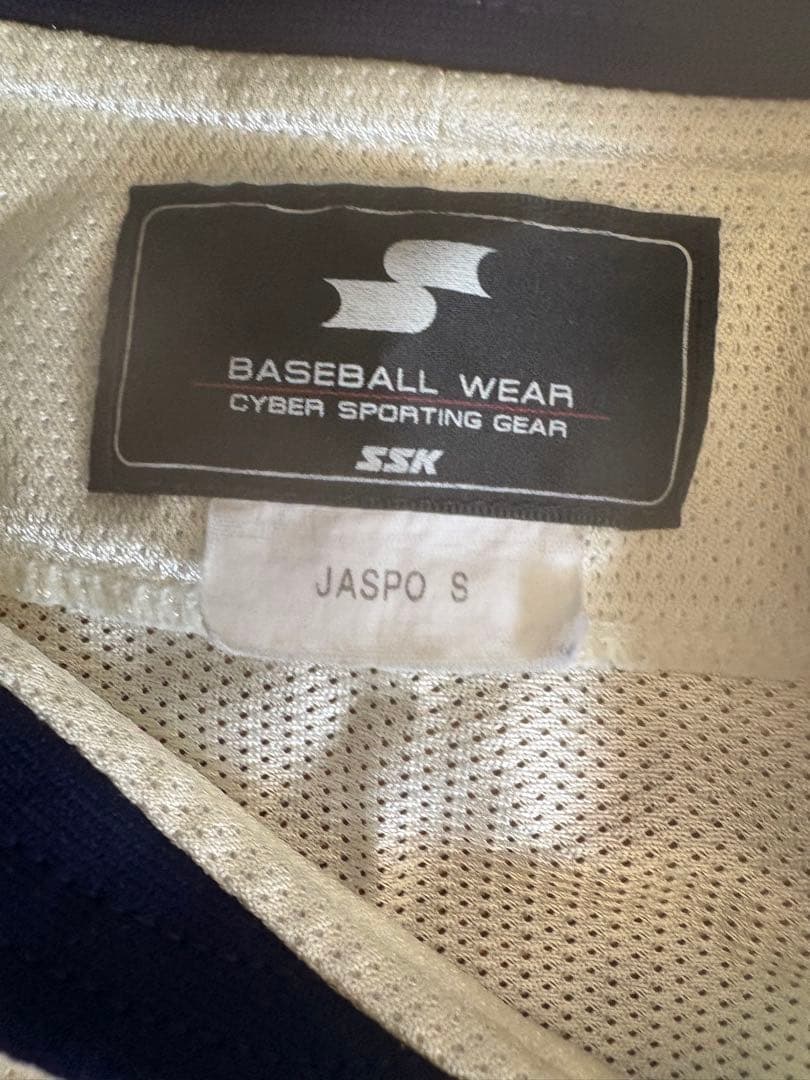 BASEBALL WEAR
CYBER SPORTING GEAR
SSK
JASPO S